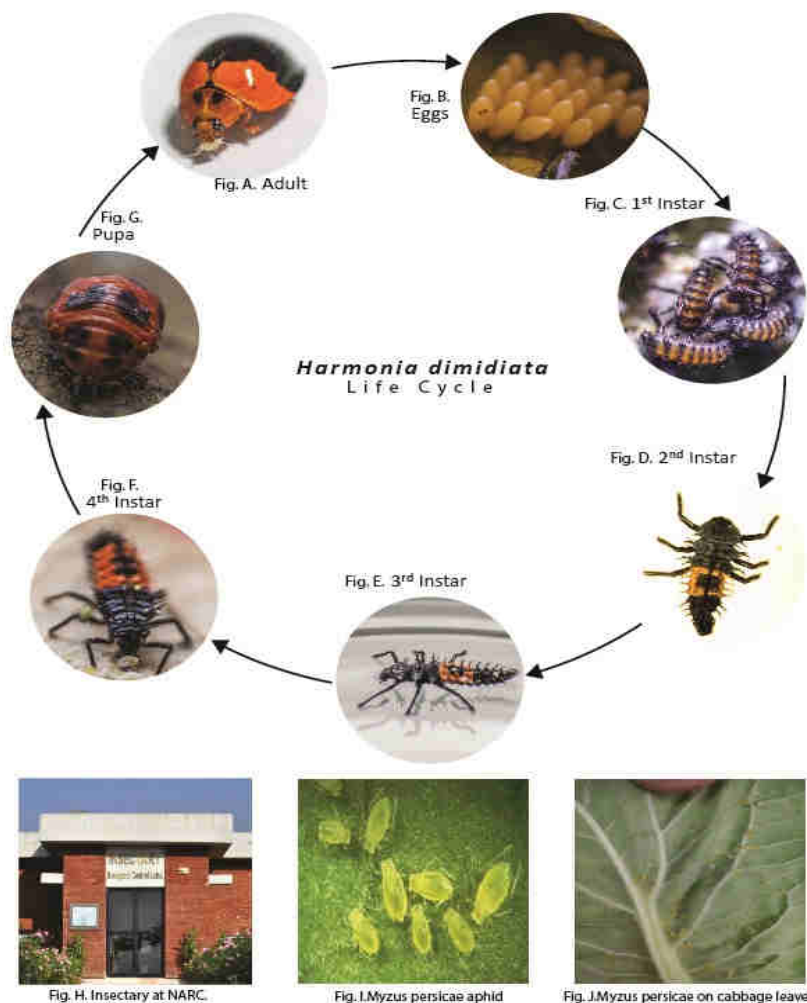 Fig. A. Adult
Fig. B.
Eggs
Fig. C. 1st Instar
Fig. D. 2nd Instar
Fig. E. 3rd Instar
Fig. F.
4th Instar
Fig. G.
Pupa
Harmonia dimidiata
Life Cycle
Fig. H. Insectary at NARC.
Fig. I.Myzus persicae aphid
Fig. J.Myzus persicae on cabbage leave